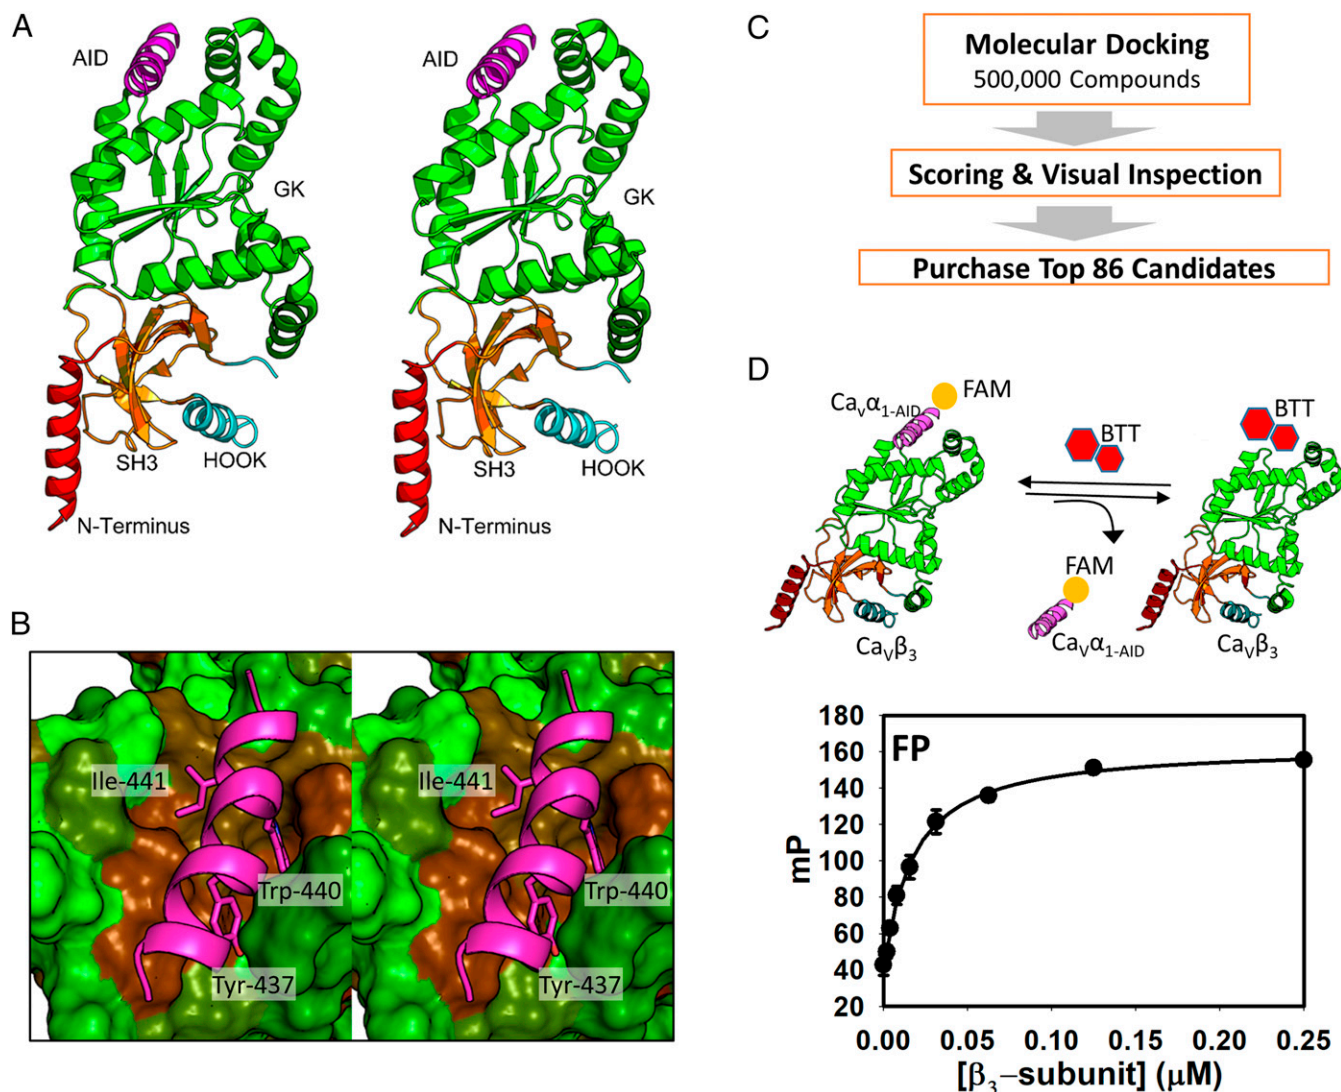 A
AID
GK
SH3
HOOK
N-Terminus
AID
GK
SH3
HOOK
N-Terminus
B
Ile-441
Trp-440
Tyr-437
Ile-441
Trp-440
Tyr-437
C
Molecular Docking
500,000 Compounds
Scoring & Visual Inspection
Purchase Top 86 Candidates
D
FAM
CaVα1-AID
BTT
BTT
FAM
CaVβ3
CaVα1-AID
CaVβ3
FP
mP
180
160
140
120
100
80
60
40
20
0.00 0.05 0.10 0.15 0.20 0.25
[β3–subunit] (μM)